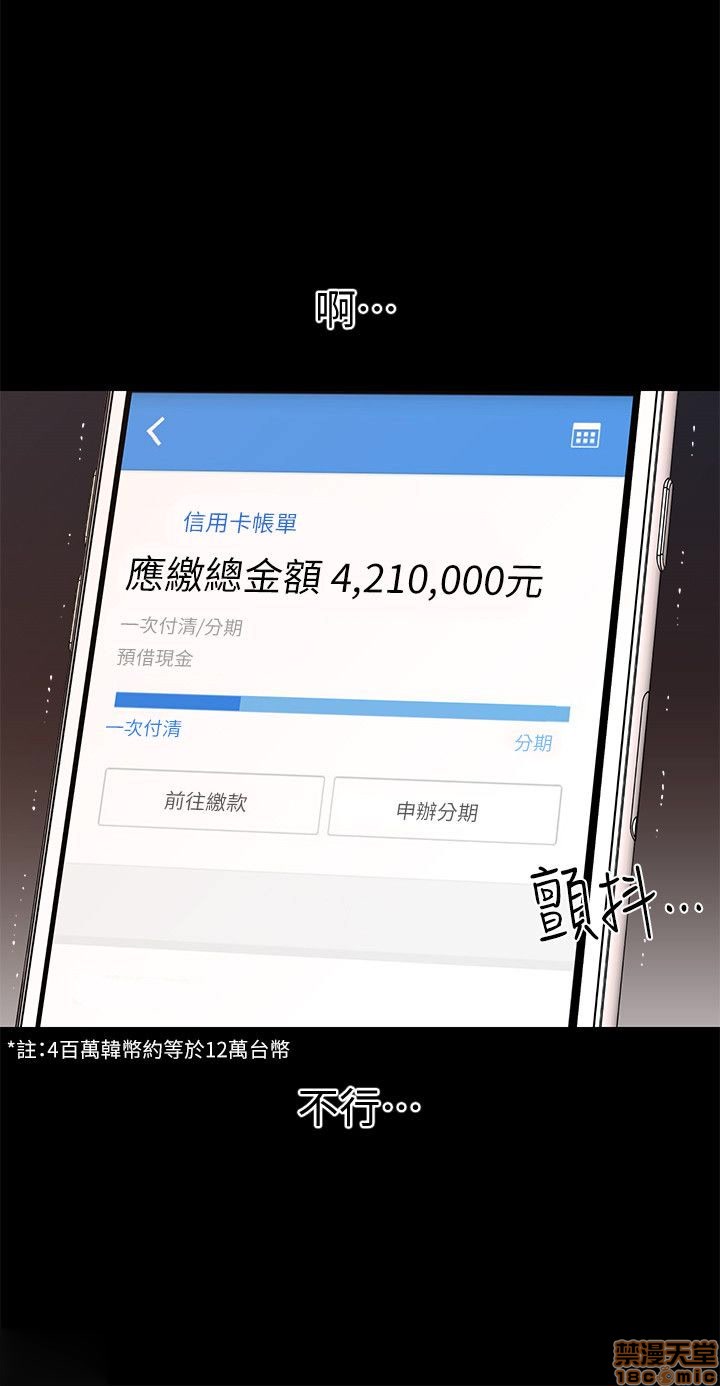 啊…
信用卡帳單
應繳總金額 4,210,000元
一次付清/分期
預借現金
一次付清
分期
前往繳款
申辦分期
顫抖…
*註：4百萬韓幣約等於12萬台幣
不行…
禁漫天堂
18COMIC